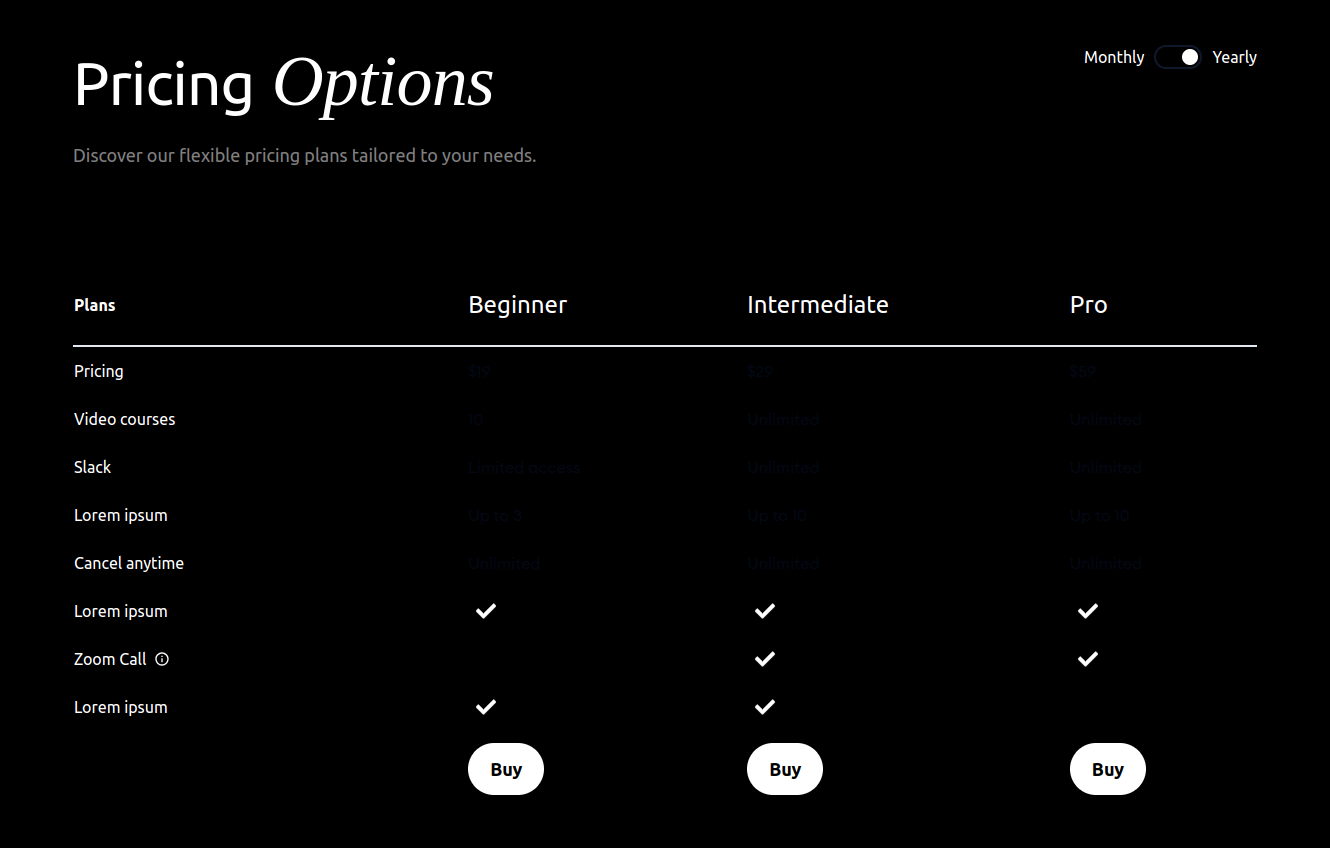 Pricing Options
Monthly Yearly
Discover our flexible pricing plans tailored to your needs.
Plans Beginner Intermediate Pro
Pricing $19 $29 $59
Video courses 10 Unlimited Unlimited
Slack Limited access Unlimited Unlimited
Lorem ipsum Up to 3 Up to 10 Up to 10
Cancel anytime Unlimited Unlimited Unlimited
Lorem ipsum
Zoom Call
Lorem ipsum
Buy Buy Buy